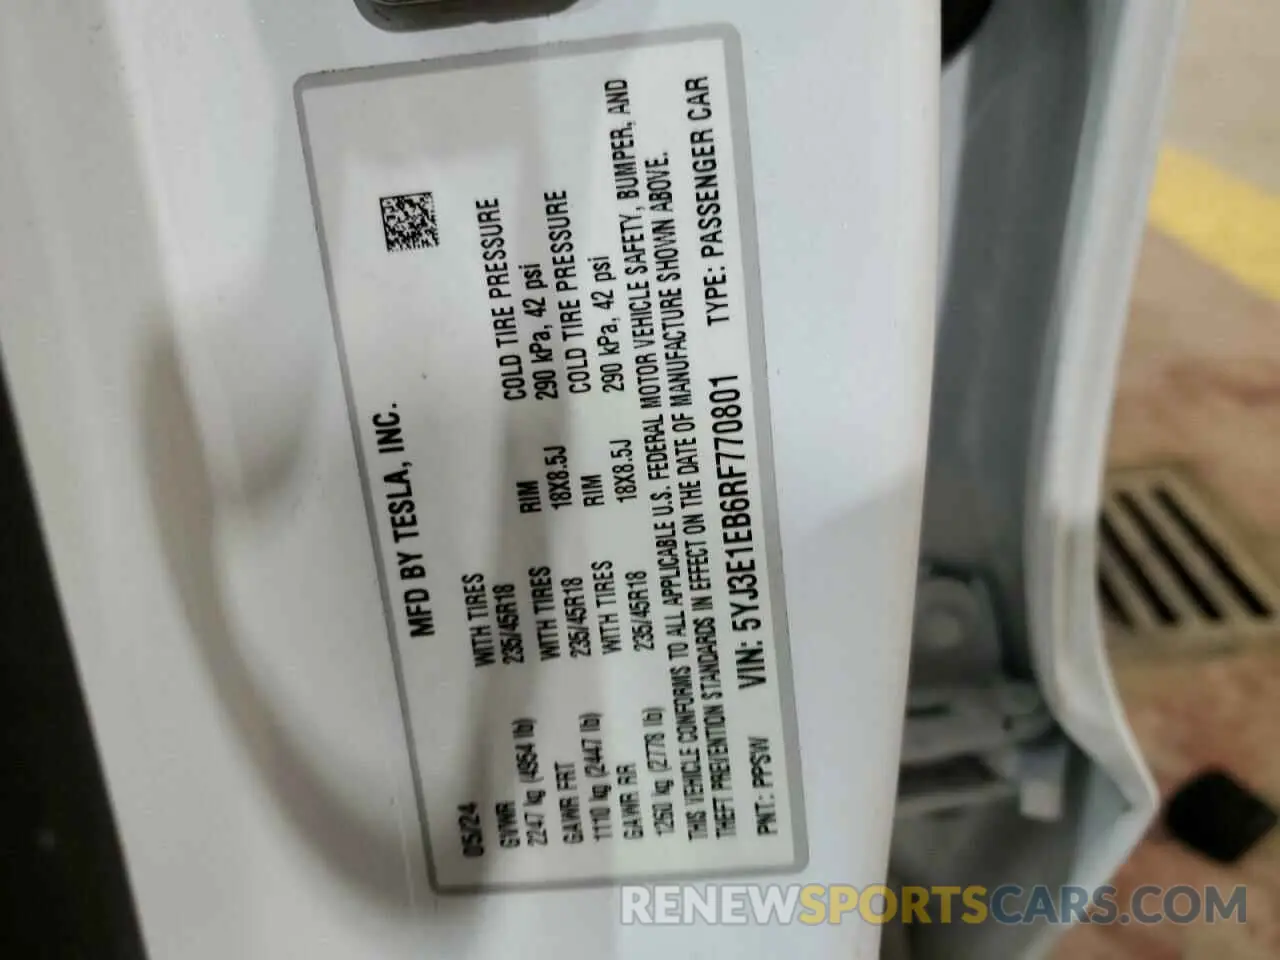 MFD BY TESLA, INC.
05/24
GVWR
2247 kg (4954 lb)
WITH TIRES
235/45R18
RIM
18X8.5J
COLD TIRE PRESSURE
290 kPa, 42 psi
GAWR FRT
1110 kg (2447 lb)
WITH TIRES
235/45R18
RIM
18X8.5J
COLD TIRE PRESSURE
290 kPa, 42 psi
GAWR RR
1260 kg (2778 lb)
WITH TIRES
235/45R18
THIS VEHICLE CONFORMS TO ALL APPLICABLE U.S. FEDERAL MOTOR VEHICLE SAFETY, BUMPER, AND
THEFT PREVENTION STANDARDS IN EFFECT ON THE DATE OF MANUFACTURE SHOWN ABOVE.
PNT: PPSW VIN: 5YJ3E1EB6RF770801 TYPE: PASSENGER CAR
RENEWSPORTSCARS.COM